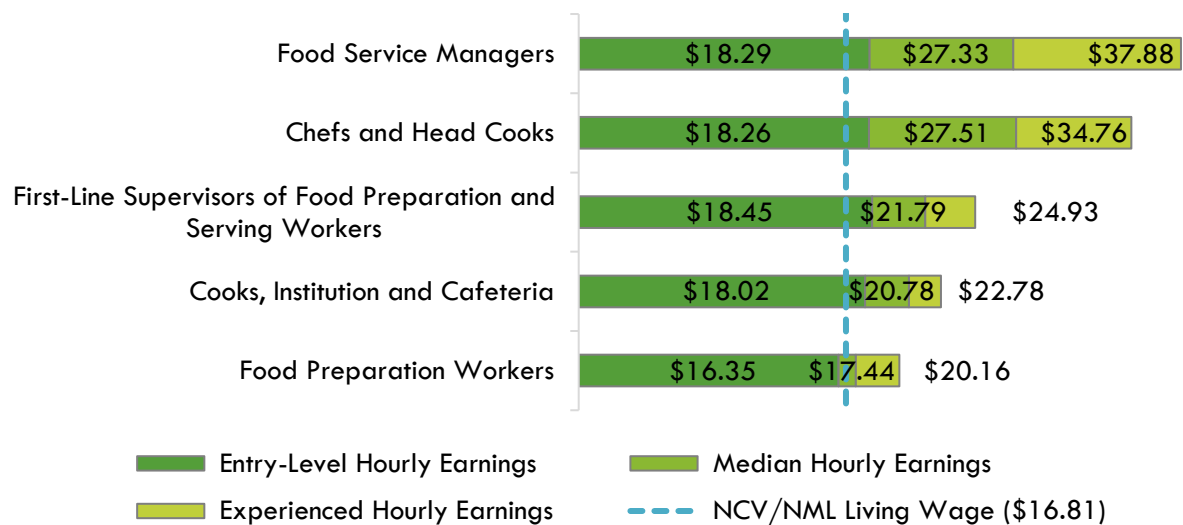 Food Service Managers
$18.29 $27.33 $37.88
Chefs and Head Cooks
$18.26 $27.51 $34.76
First-Line Supervisors of Food Preparation and
Serving Workers
$18.45 $21.79 $24.93
Cooks, Institution and Cafeteria
$18.02 $20.78 $22.78
Food Preparation Workers
$16.35 $17.44 $20.16
Entry-Level Hourly Earnings
Median Hourly Earnings
Experienced Hourly Earnings
NCV/NML Living Wage ($16.81)